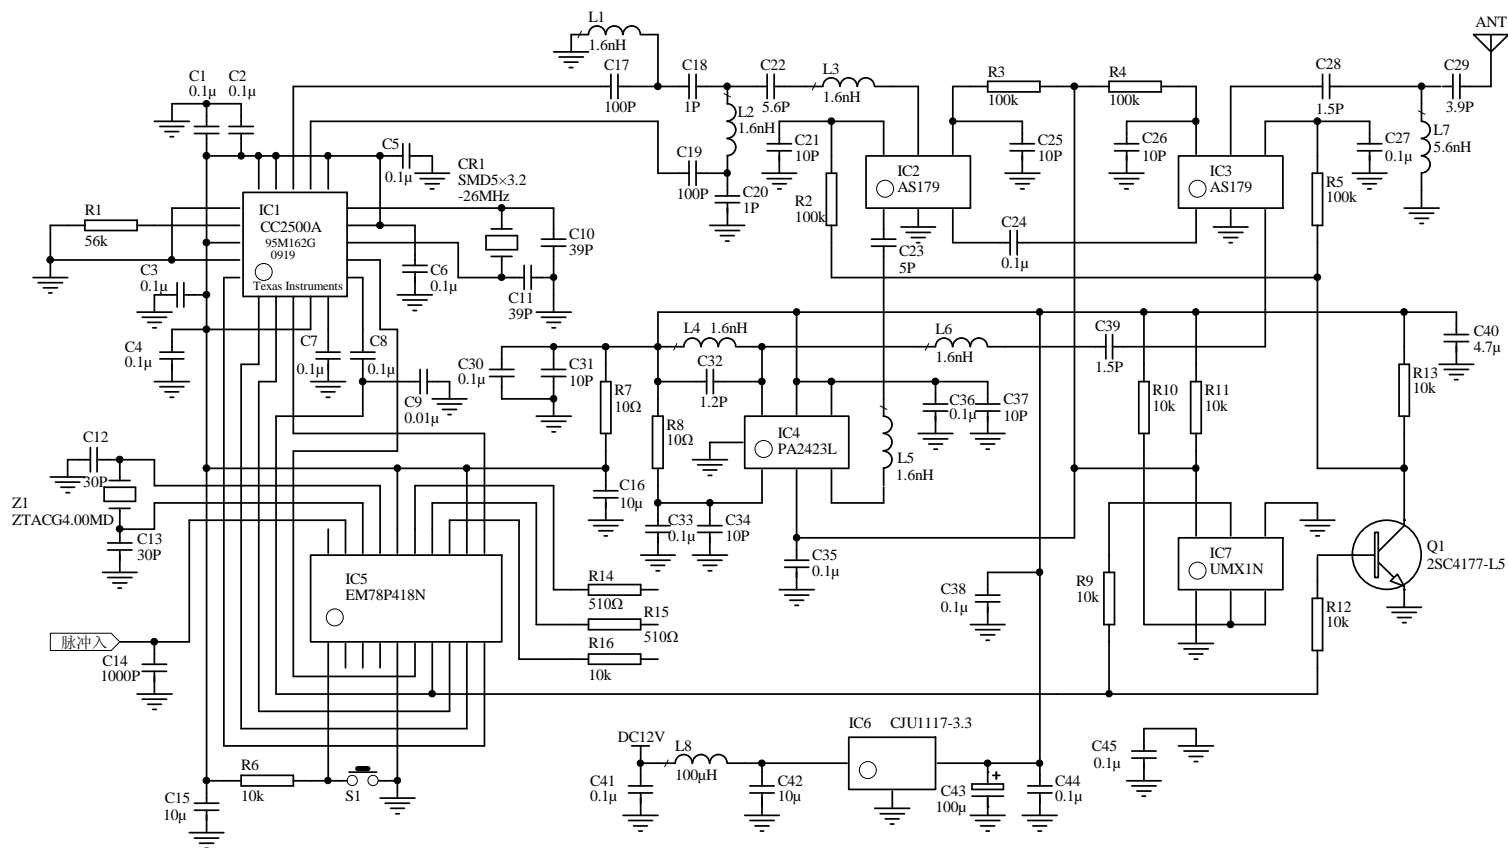 ANT
L1
1.6nH
C1
0.1μ
C2
0.1μ
C17
100P
C18
1P
C22
5.6P
L3
1.6nH
R3
100k
R4
100k
C28
1.5P
C29
3.9P
L2
1.6nH
C21
10P
C25
10P
C26
10P
C27
0.1μ
L7
5.6nH
C5
0.1μ
CR1
SMD5×3.2
-26MHz
C19
100P
C20
1P
R2
100k
IC2
AS179
IC3
AS179
R5
100k
R1
56k
IC1
CC2500A
95M162G
0919
Texas Instruments
C10
39P
C23
5P
C24
0.1μ
C3
0.1μ
C6
0.1μ
C11
39P
C4
0.1μ
C7
0.1μ
C8
0.1μ
L4 1.6nH
L6
1.6nH
C39
1.5P
C40
4.7μ
C30
0.1μ
C31
10P
C32
1.2P
R7
10Ω
R13
10k
C9
0.01μ
R8
10Ω
IC4
PA2423L
C36
0.1μ
C37
10P
R10
10k
R11
10k
C12
30P
L5
1.6nH
Z1
ZTACG4.00MD
C16
10μ
C13
30P
C33
0.1μ
C34
10P
C35
0.1μ
IC7
UMX1N
Q1
2SC4177-L5
IC5
EM78P418N
R14
510Ω
R9
10k
C38
0.1μ
R12
10k
R15
510Ω
脉冲入
C14
1000P
R16
10k
DC12V
L8
100μH
IC6 CJU1117-3.3
C45
0.1μ
R6
10k
S1
C15
10μ
C41
0.1μ
C42
10μ
C43
100μ
+
C44
0.1μ